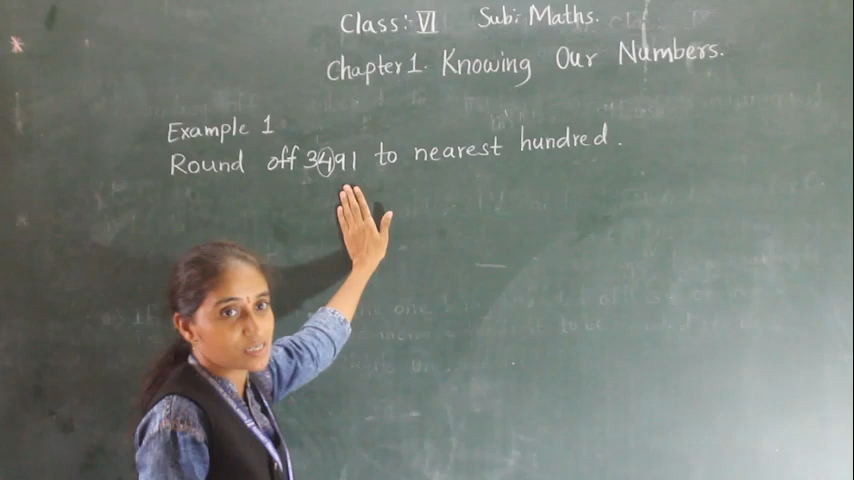 Class: VI Sub: Maths.
Chapter 1. Knowing Our Numbers.
Example 1
Round off 3491 to nearest hundred.